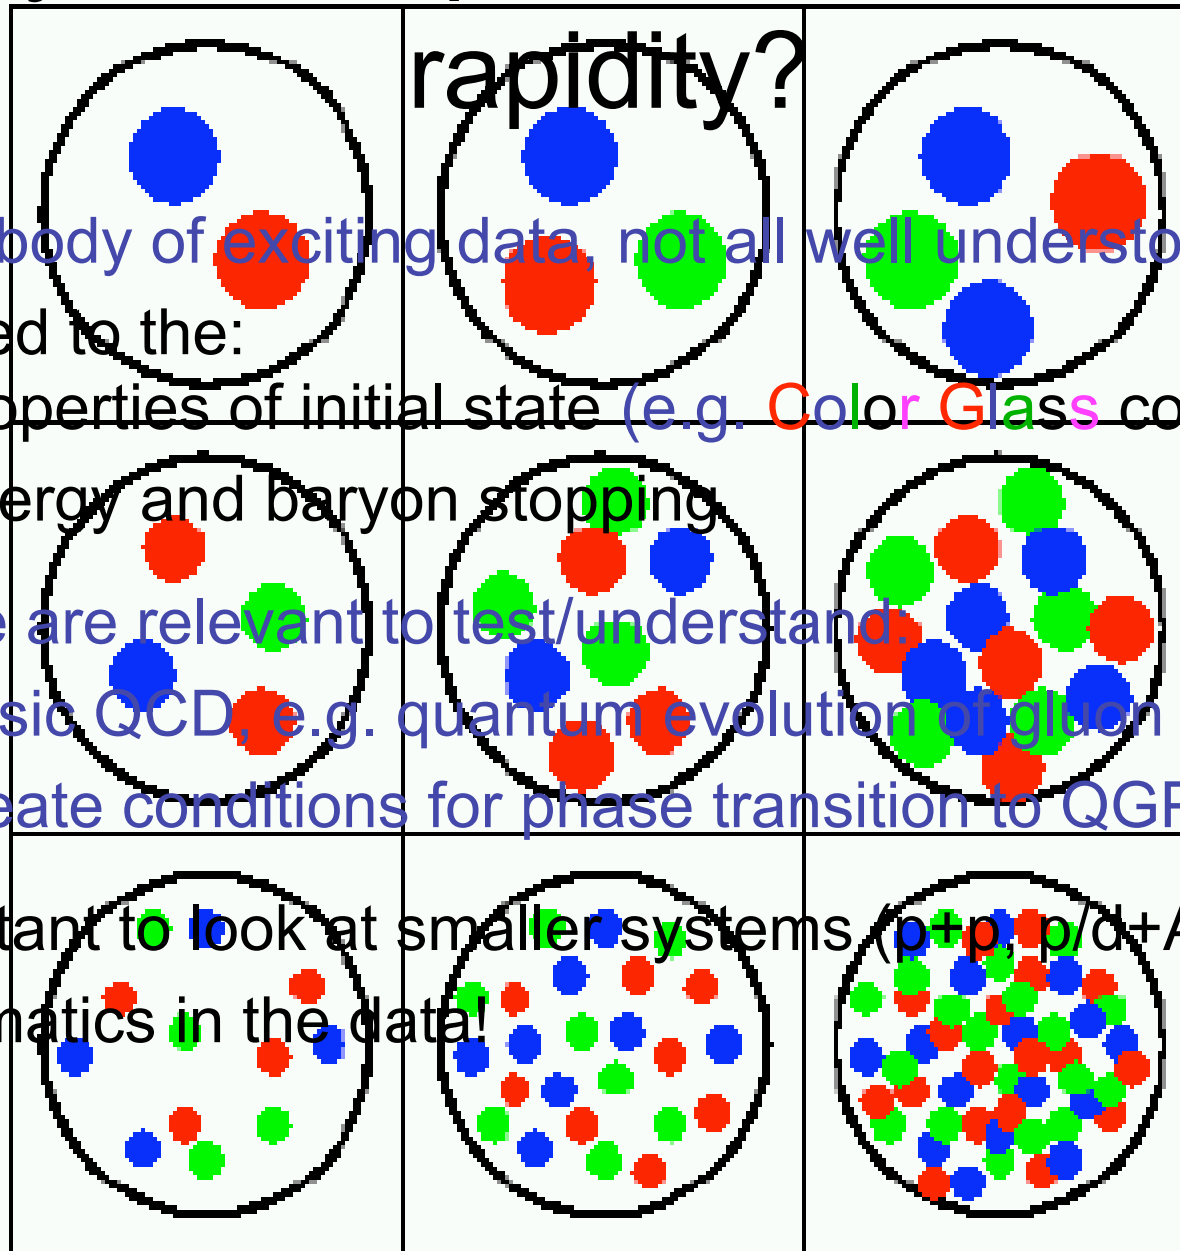 rapidity?
body of exciting data, not all well understo
ed to the:
operties of initial state (e.g. Color Glass co
ergy and baryon stopping
e are relevant to test/understand:
sic QCD, e.g. quantum evolution of gluon
eate conditions for phase transition to QGP
tant to look at smaller systems (p+p, p/d+A
matics in the data!